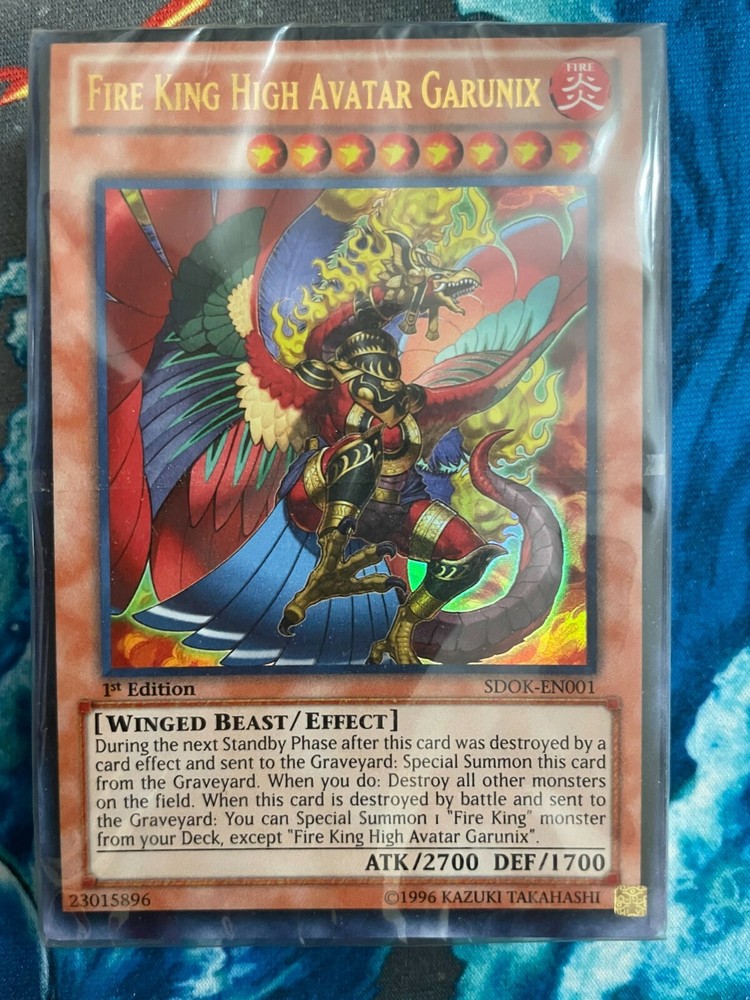 FIRE KING HIGH AVATAR GARUNIX
FIRE
炎
1st Edition
SDOK-EN001
[WINGED BEAST/EFFECT]
During the next Standby Phase after this card was destroyed by a
card effect and sent to the Graveyard: Special Summon this card
from the Graveyard. When you do: Destroy all other monsters
on the field. When this card is destroyed by battle and sent to
the Graveyard: You can Special Summon 1 "Fire King" monster
from your Deck, except "Fire King High Avatar Garunix".
ATK/2700 DEF/1700
23015896
©1996 KAZUKI TAKAHASHI